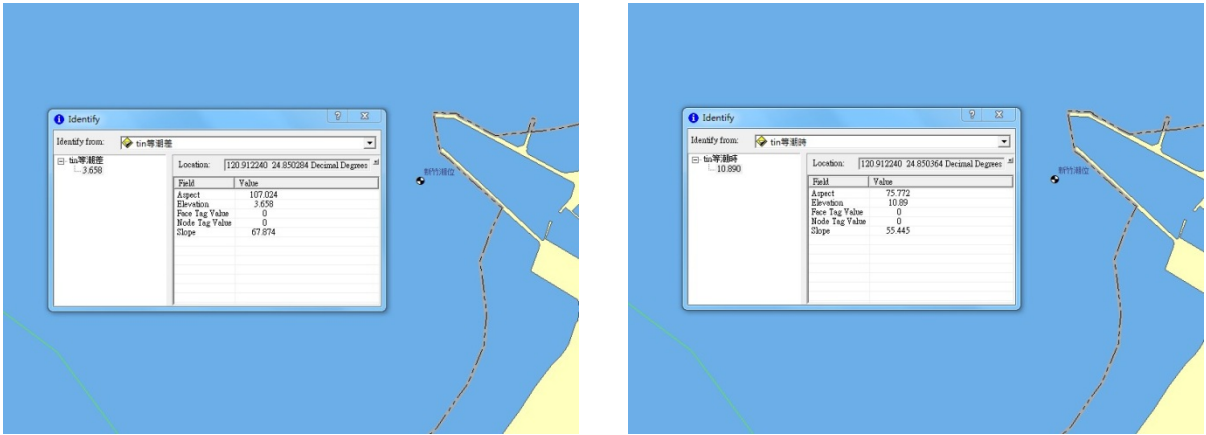 Identify
Identify from: tin等潮差
tin等潮差
3.658
Location: 120.912240 24.850284 Decimal Degrees
Field Value
Aspect 107.024
Elevation 3.658
Face Tag Value 0
Node Tag Value 0
Slope 67.874
新竹潮位
Identify
Identify from: tin等潮時
tin等潮時
10.890
Location: 120.912240 24.850364 Decimal Degrees
Field Value
Aspect 75.772
Elevation 10.89
Face Tag Value 0
Node Tag Value 0
Slope 55.445
新竹潮位